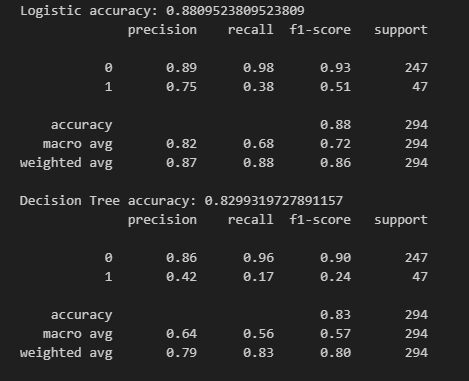 Logistic accuracy: 0.8809523809523809
              precision    recall  f1-score   support

           0       0.89      0.98      0.93       247
           1       0.75      0.38      0.51        47

    accuracy                           0.88       294
   macro avg       0.82      0.68      0.72       294
weighted avg       0.87      0.88      0.86       294

Decision Tree accuracy: 0.8299319727891157
              precision    recall  f1-score   support

           0       0.86      0.96      0.90       247
           1       0.42      0.17      0.24        47

    accuracy                           0.83       294
   macro avg       0.64      0.56      0.57       294
weighted avg       0.79      0.83      0.80       294